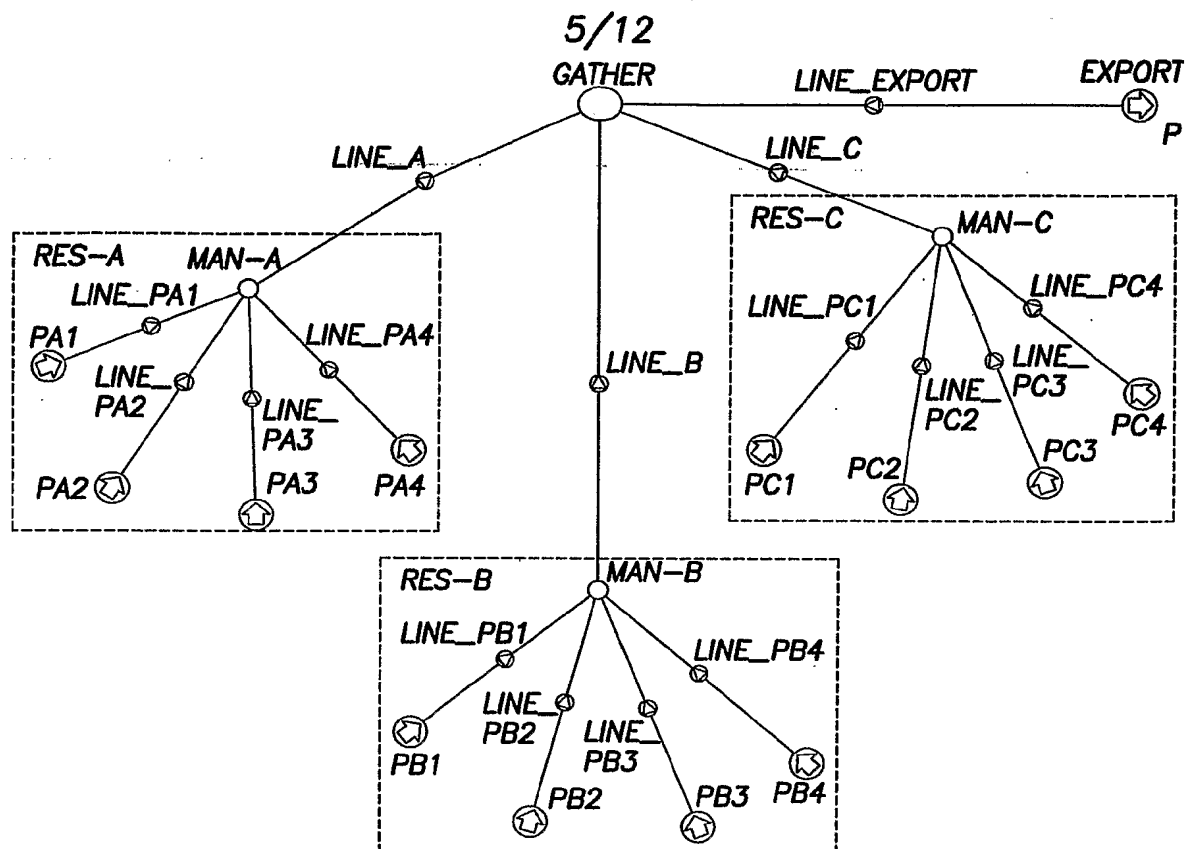 5/12
GATHER
LINE_EXPORT
EXPORT
P
LINE_A
LINE_C
RES-A
MAN-A
LINE_PA1
PA1
LINE_PA4
LINE_
PA2
LINE_
PA3
PA2
PA3
PA4
LINE_B
RES-C
MAN-C
LINE_PC1
LINE_PC4
LINE_
PC2
LINE_
PC3
PC1
PC2
PC3
PC4
RES-B
MAN-B
LINE_PB1
LINE_PB4
LINE_
PB2
LINE_
PB3
PB1
PB2
PB3
PB4